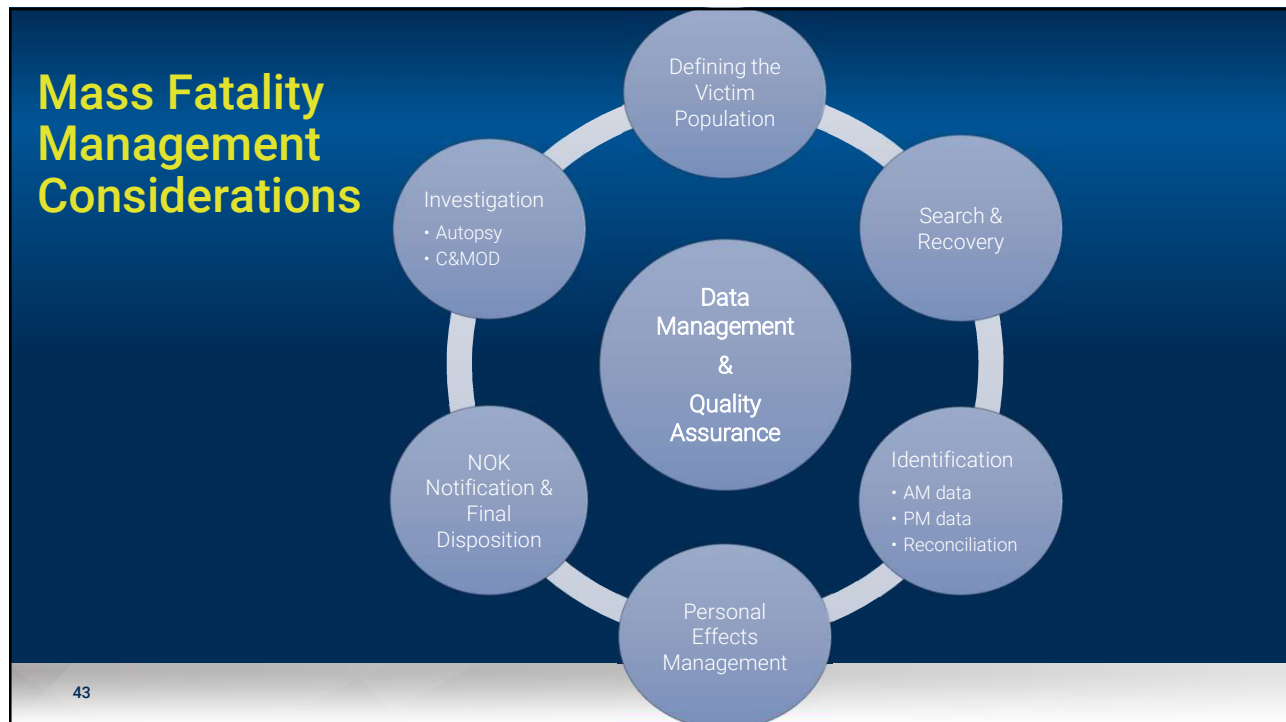 Mass Fatality
Management
Considerations
Defining the
Victim
Population
Search &
Recovery
Identification
• AM data
• PM data
• Reconciliation
Personal
Effects
Management
NOK
Notification &
Final
Disposition
Investigation
• Autopsy
• C&MOD
Data
Management
&
Quality
Assurance
43